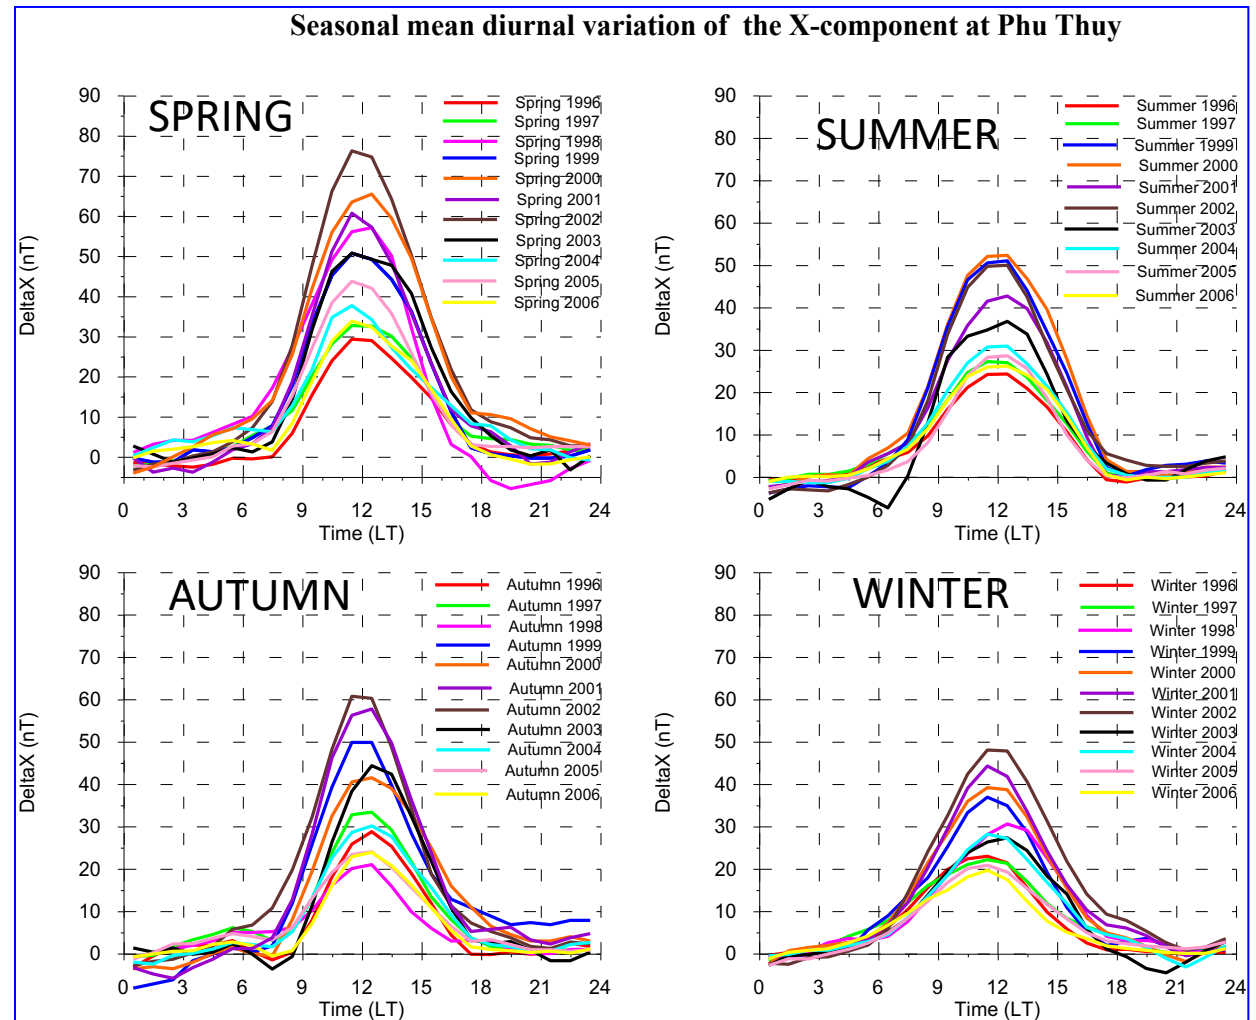 Seasonal mean diurnal variation of the X-component at Phu Thuy
SPRING
90
80
70
60
50
40
30
20
10
0
DeltaX (nT)
0 3 6 9 12 15 18 21 24
Time (LT)
Spring 1996
Spring 1997
Spring 1998
Spring 1999
Spring 2000
Spring 2001
Spring 2002
Spring 2003
Spring 2004
Spring 2005
Spring 2006
SUMMER
90
80
70
60
50
40
30
20
10
0
DeltaX (nT)
0 3 6 9 12 15 18 21 24
Time (LT)
Summer 1996
Summer 1997
Summer 1999
Summer 2000
Summer 2001
Summer 2002
Summer 2003
Summer 2004
Summer 2005
Summer 2006
AUTUMN
90
80
70
60
50
40
30
20
10
0
DeltaX (nT)
0 3 6 9 12 15 18 21 24
Time (LT)
Autumn 1996
Autumn 1997
Autumn 1998
Autumn 1999
Autumn 2000
Autumn 2001
Autumn 2002
Autumn 2003
Autumn 2004
Autumn 2005
Autumn 2006
WINTER
90
80
70
60
50
40
30
20
10
0
DeltaX (nT)
0 3 6 9 12 15 18 21 24
Time (LT)
Winter 1996
Winter 1997
Winter 1998
Winter 1999
Winter 2000
Winter 2001
Winter 2002
Winter 2003
Winter 2004
Winter 2005
Winter 2006